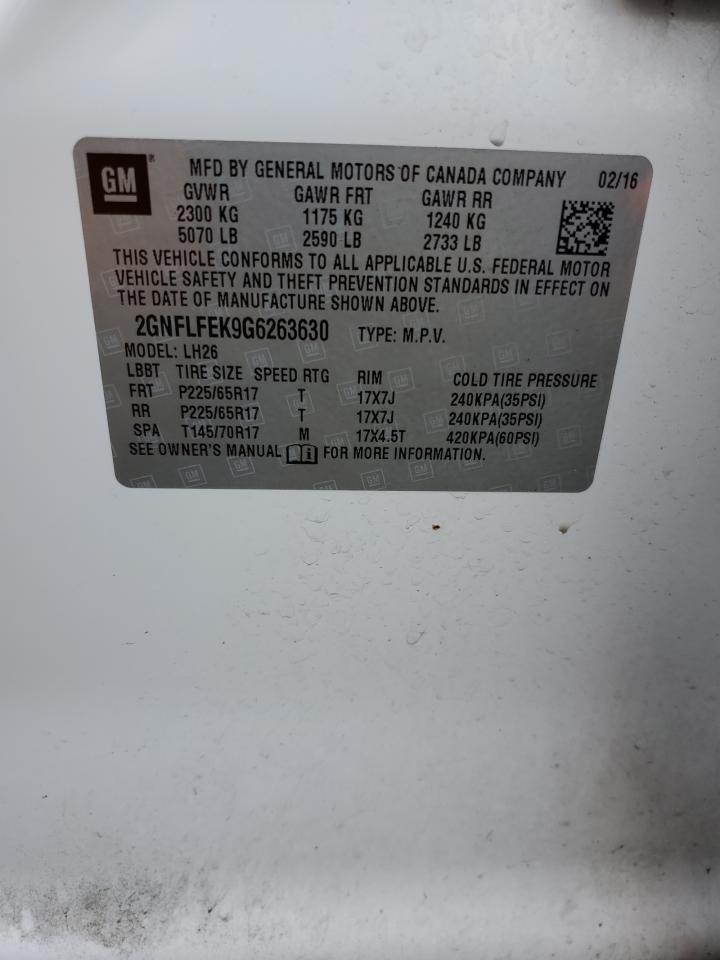 GM ® MFD BY GENERAL MOTORS OF CANADA COMPANY 02/16
GVWR GAWR FRT GAWR RR
2300 KG 1175 KG 1240 KG
5070 LB 2590 LB 2733 LB
THIS VEHICLE CONFORMS TO ALL APPLICABLE U.S. FEDERAL MOTOR
VEHICLE SAFETY AND THEFT PREVENTION STANDARDS IN EFFECT ON
THE DATE OF MANUFACTURE SHOWN ABOVE.
2GNFLFEK9G6263630 TYPE: M.P.V.
MODEL: LH26
LBBT TIRE SIZE SPEED RTG RIM COLD TIRE PRESSURE
FRT P225/65R17 T 17X7J 240KPA(35PSI)
RR P225/65R17 T 17X7J 240KPA(35PSI)
SPA T145/70R17 M 17X4.5T 420KPA(60PSI)
SEE OWNER'S MANUAL i FOR MORE INFORMATION.